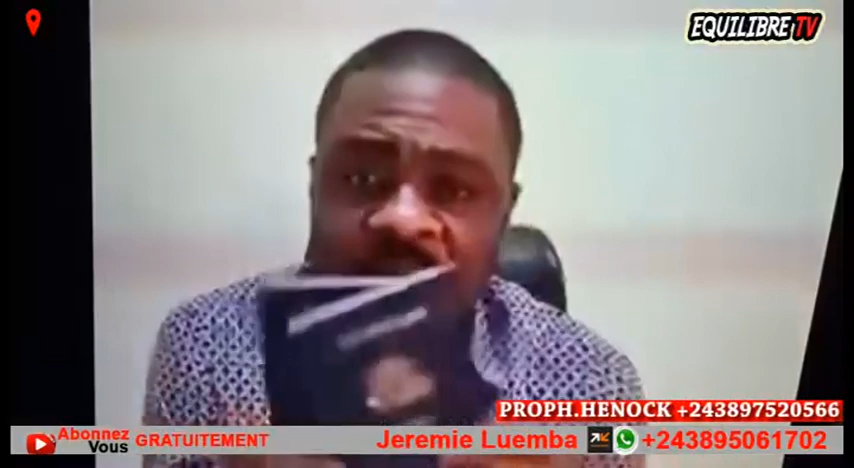 EQUILIBRE TV
PROPH.HENOCK +243897520566
Abonnez
Vous
GRATUITEMENT
Jeremie Luemba
+243895061702